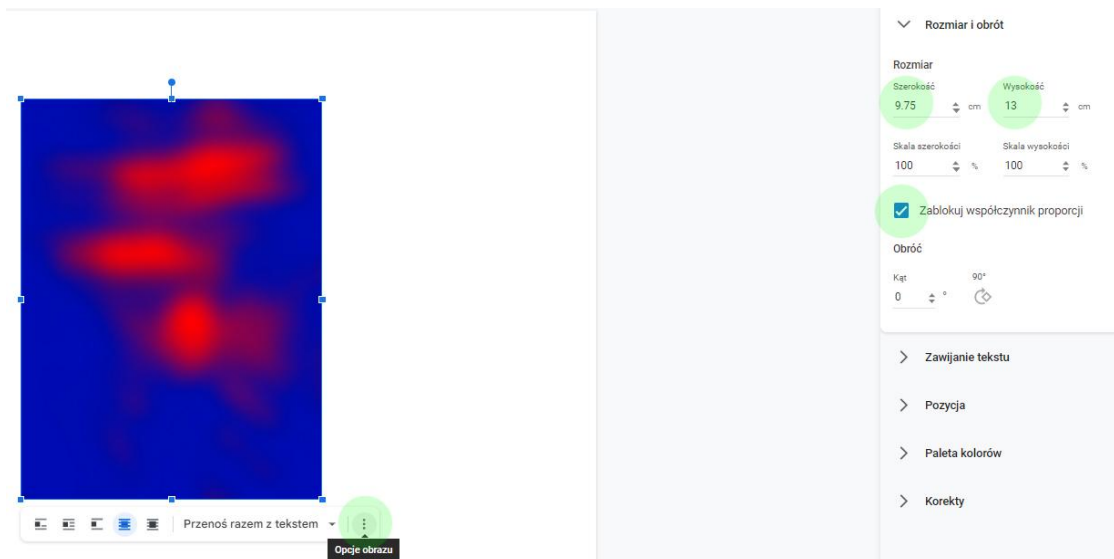 Rozmiar i obrót
Rozmiar
Szerokość Wysokość
9.75 cm 13 cm
Skala szerokości Skala wysokości
100 % 100 %
Zablokuj współczynnik proporcji
Obróć
Kąt 90°
0 °
Zawijanie tekstu
Pozycja
Paleta kolorów
Korekty
Przenoś razem z tekstem
Opcje obrazu